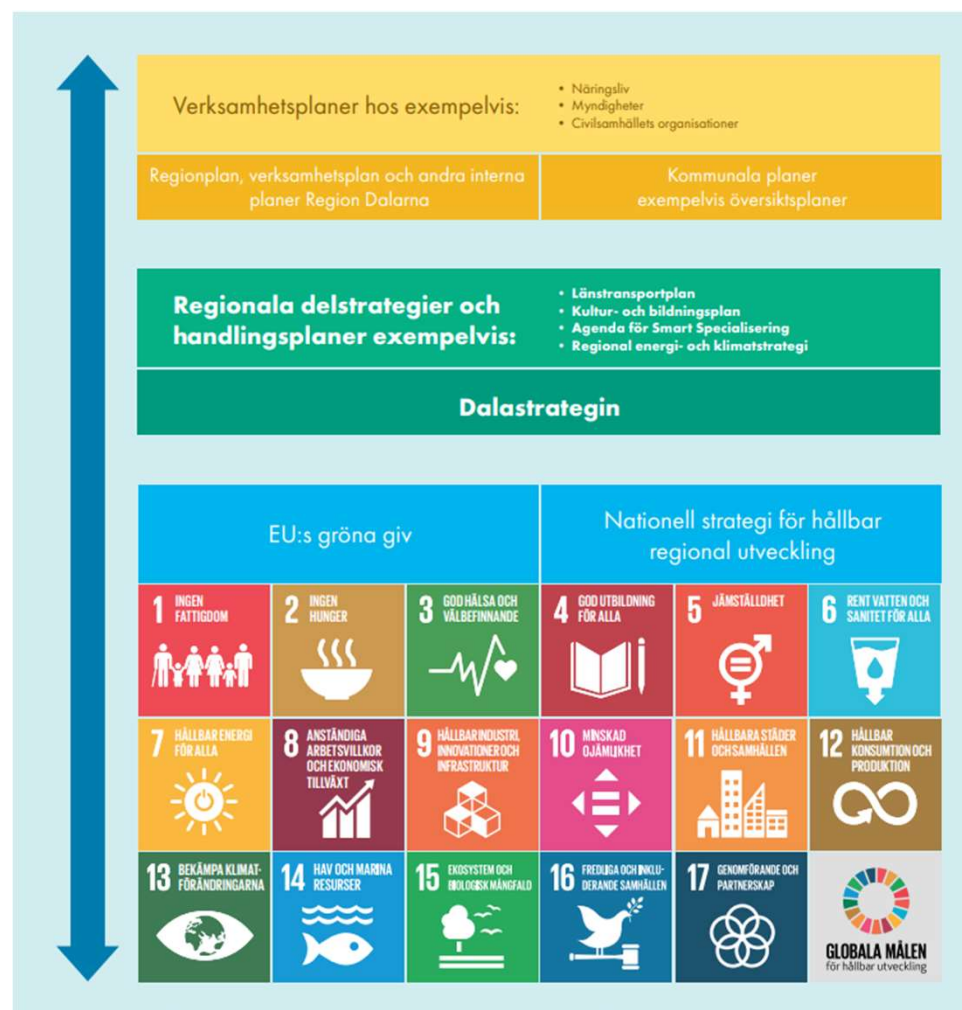 Verksamhetsplaner hos exempelvis:
• Näringsliv
• Myndigheter
• Civilsamhällets organisationer
Regionplan, verksamhetsplan och andra interna
planer Region Dalarna
Kommunala planer
exempelvis översiktsplaner
Regionala delstrategier och
handlingsplaner exempelvis:
• Länstransportplan
• Kultur- och bildningsplan
• Agenda för Smart Specialisering
• Regional energi- och klimatstrategi
Dalastrategin
EU:s gröna giv
Nationell strategi för hållbar
regional utveckling
1 INGEN
FATTIGDOM
2 INGEN
HUNGER
3 GOD HÄLSA OCH
VÄLBEFINNANDE
4 GOD UTBILDNING
FÖR ALLA
5 JÄMSTÄLLDHET
6 RENT VATTEN OCH
SANITET FÖR ALLA
7 HÅLLBAR ENERGI
FÖR ALLA
8 ANSTÄNDIGA
ARBETSVILLKOR
OCH EKONOMISK
TILLVÄXT
9 HÅLLBAR INDUSTRI,
INNOVATIONER OCH
INFRASTRUKTUR
10 MINSKAD
OJÄMLIKHET
11 HÅLLBARA STÄDER
OCH SAMHÄLLEN
12 HÅLLBAR
KONSUMTION OCH
PRODUKTION
13 BEKÄMPA KLIMAT-
FÖRÄNDRINGARNA
14 HAV OCH MARINA
RESURSER
15 EKOSYSTEM OCH
BIOLOGISK MÅNGFALD
16 FREDLIGA OCH INKLU-
DERANDE SAMHÄLLEN
17 GENOMFÖRANDE OCH
PARTNERSKAP
GLOBALA MÅLEN
för hållbar utveckling